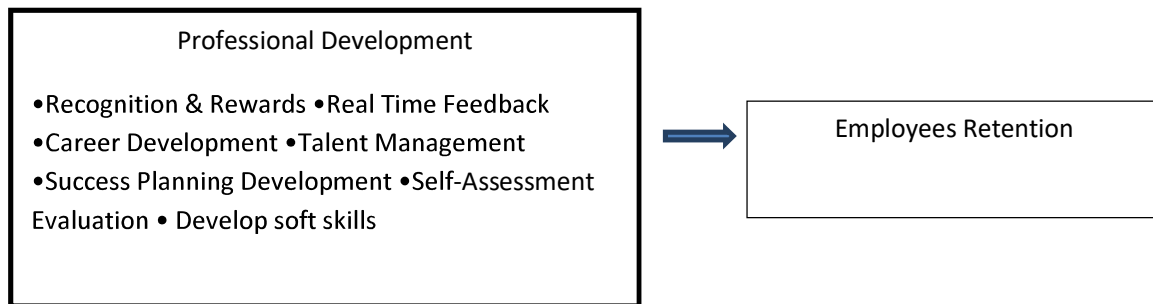 Professional Development
•Recognition & Rewards •Real Time Feedback
•Career Development •Talent Management
•Success Planning Development •Self-Assessment
Evaluation • Develop soft skills
Employees Retention